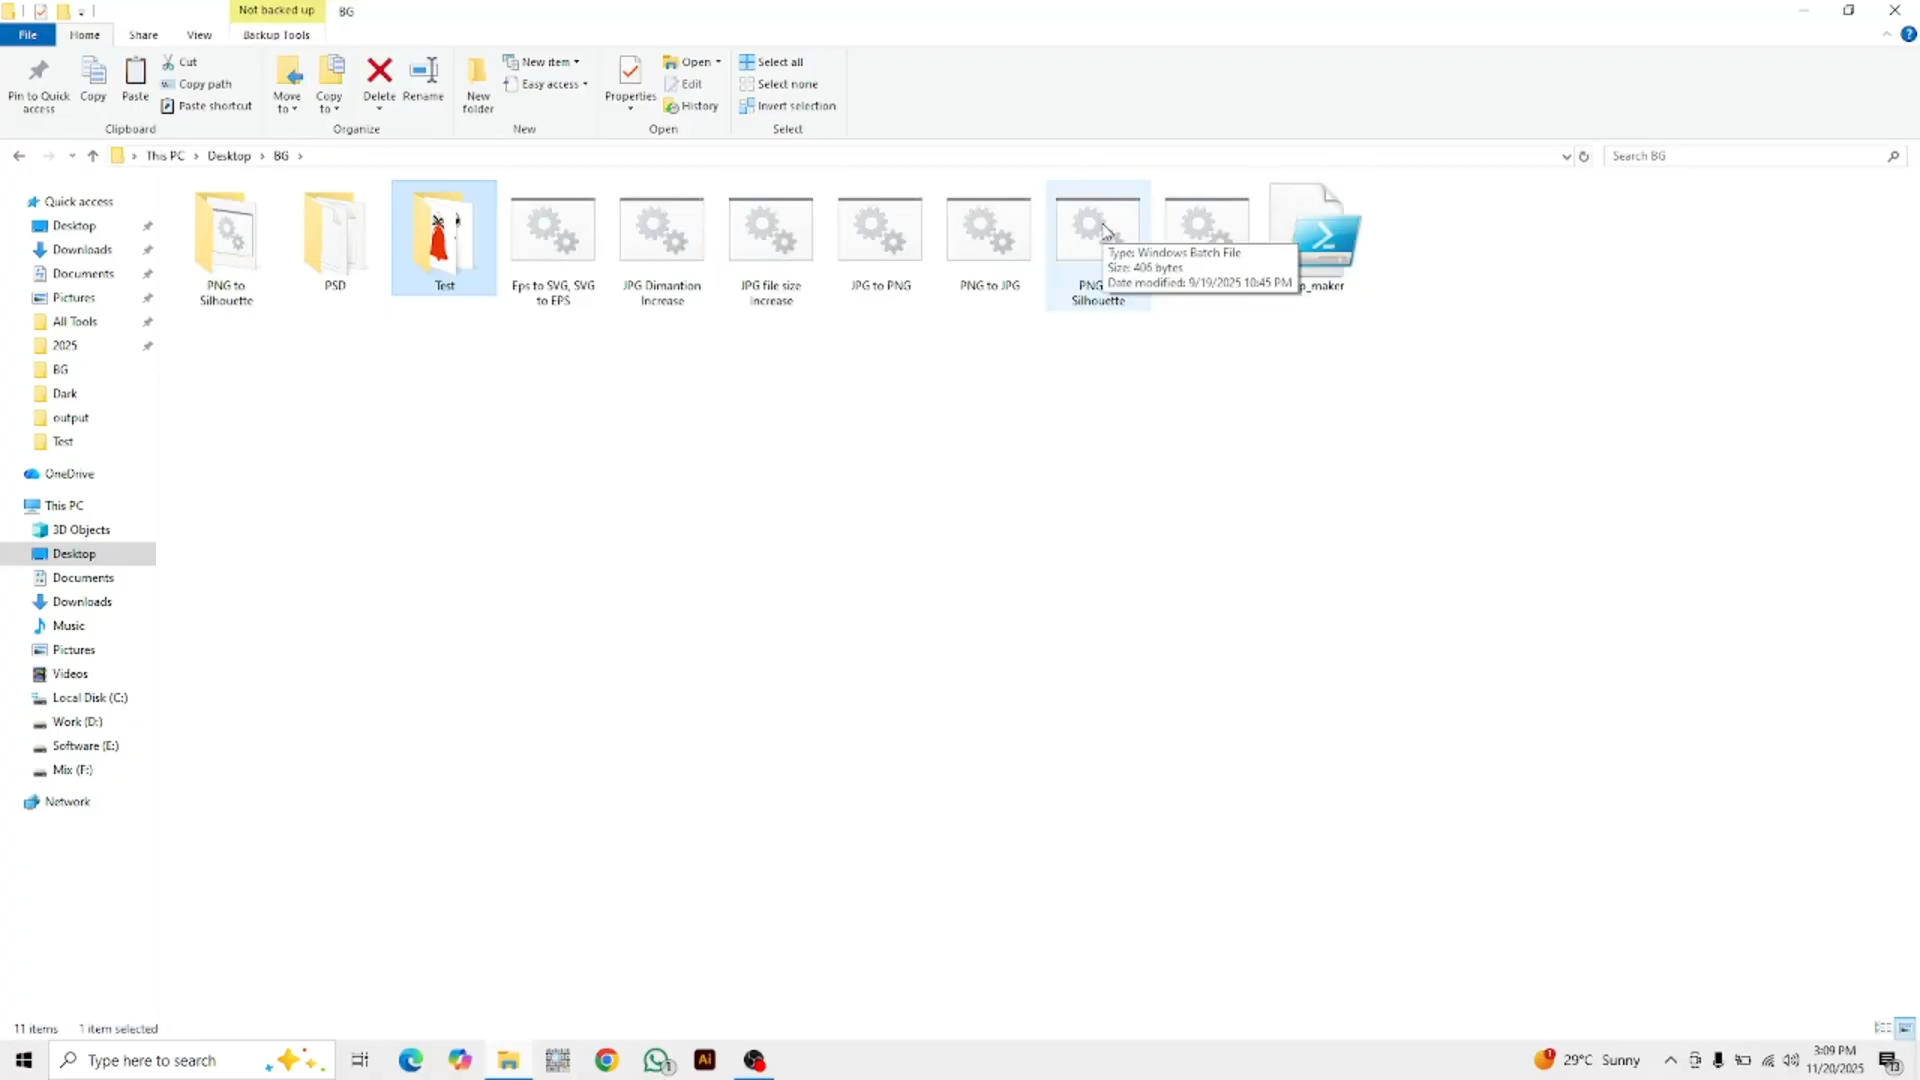 Not backed up
BG
File
Home
Share
View
Backup Tools
Pin to Quick
access
Copy
Paste
Cut
Copy path
Paste shortcut
Move
to
Copy
to
Delete
Rename
New
folder
New item
Easy access
Properties
Open
Edit
History
Select all
Select none
Invert selection
Clipboard
Organize
New
Open
Select
This PC
Desktop
BG
Search BG
Quick access
Desktop
Downloads
Documents
Pictures
All Tools
2025
BG
Dark
output
Test
OneDrive
This PC
3D Objects
Desktop
Documents
Downloads
Music
Pictures
Videos
Local Disk (C:)
Work (D:)
Software (E:)
Mix (F:)
Network
PNG to
Silhouette
PSD
Test
Eps to SVG, SVG
to EPS
JPG Dimantion
Increase
JPG file size
Increase
JPG to PNG
PNG to JPG
PNG
Silhouette
p_maker
Type: Windows Batch File
Size: 406 bytes
Date modified: 9/19/2025 10:45 PM
11 items
1 item selected
Type here to search
1
Ai
1
29°C Sunny
3:09 PM
11/20/2025
13